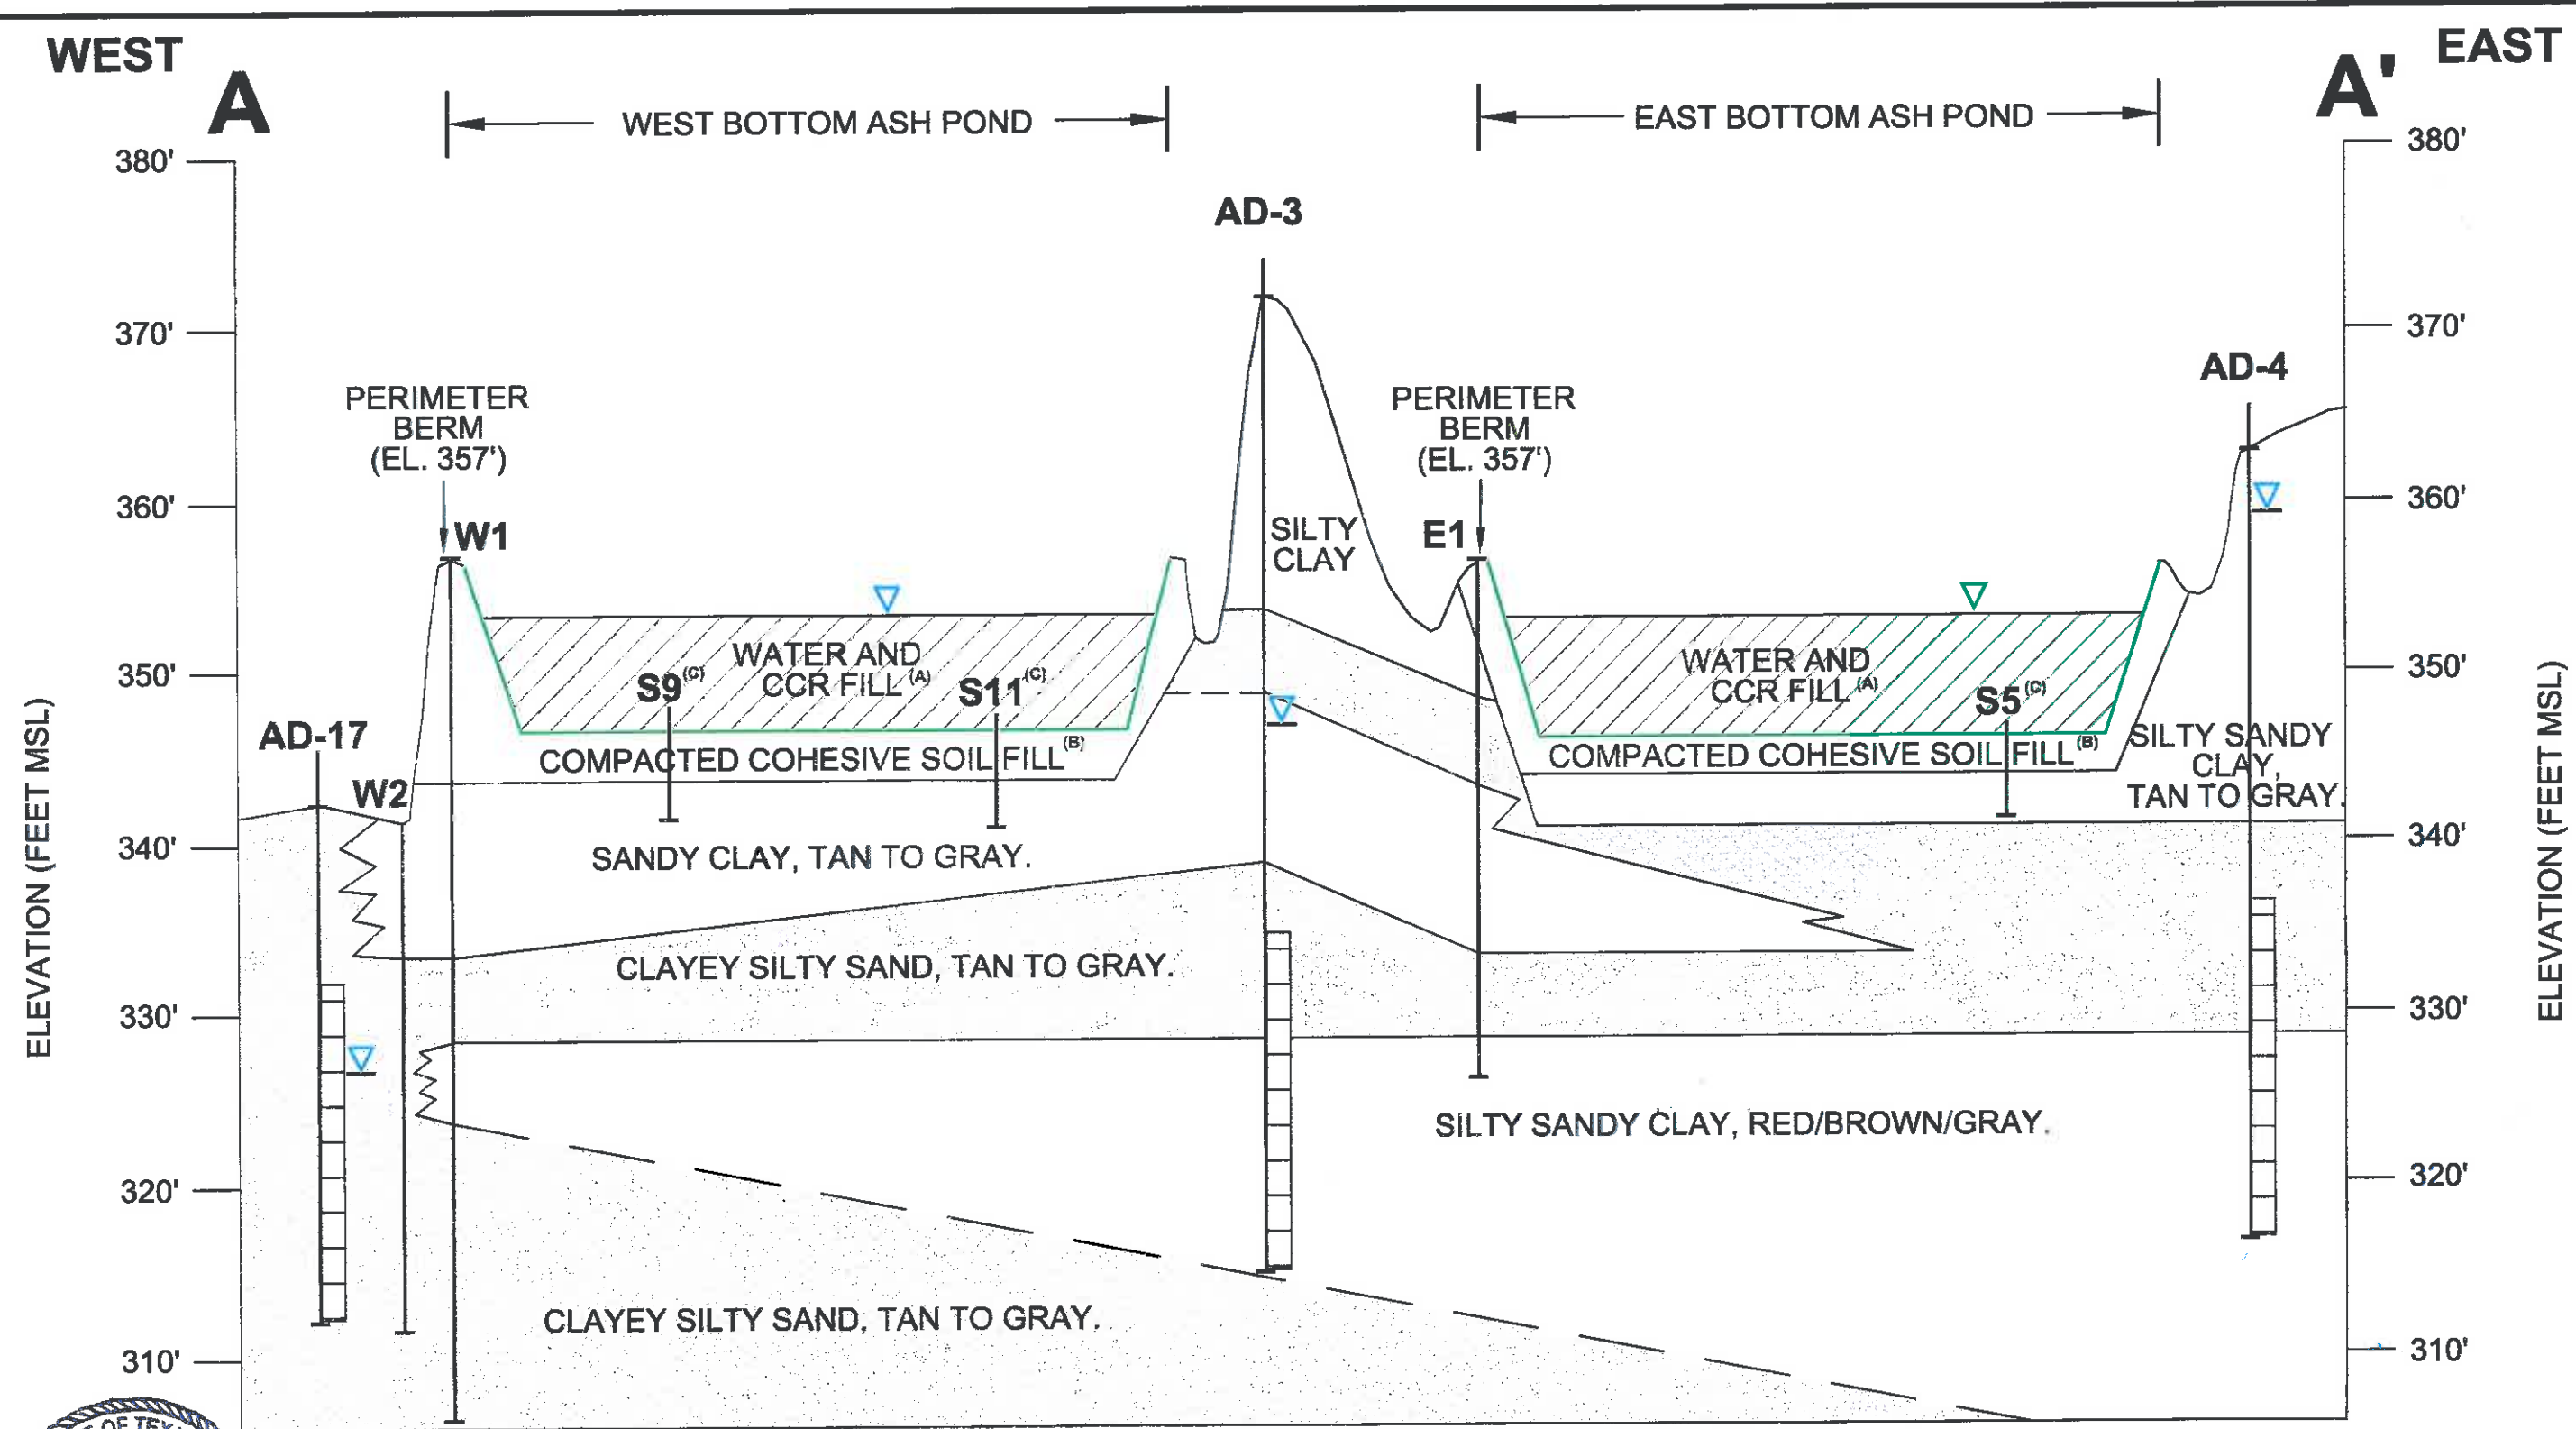 WEST
EAST
A
A'
WEST BOTTOM ASH POND
EAST BOTTOM ASH POND
380'
380'
AD-3
370'
370'
AD-4
PERIMETER
BERM
(EL. 357')
PERIMETER
BERM
(EL. 357')
360'
360'
W1
SILTY
CLAY
E1
350'
350'
WATER AND
CCR FILL (A)
S9 (C)
S11 (C)
WATER AND
CCR FILL (A)
S5 (C)
AD-17
COMPACTED COHESIVE SOIL FILL (B)
COMPACTED COHESIVE SOIL FILL (B)
SILTY SANDY
CLAY,
TAN TO GRAY.
W2
340'
340'
SANDY CLAY, TAN TO GRAY.
CLAYEY SILTY SAND, TAN TO GRAY.
330'
330'
ELEVATION (FEET MSL)
ELEVATION (FEET MSL)
SILTY SANDY CLAY, RED/BROWN/GRAY.
320'
320'
CLAYEY SILTY SAND, TAN TO GRAY.
310'
310'
OF